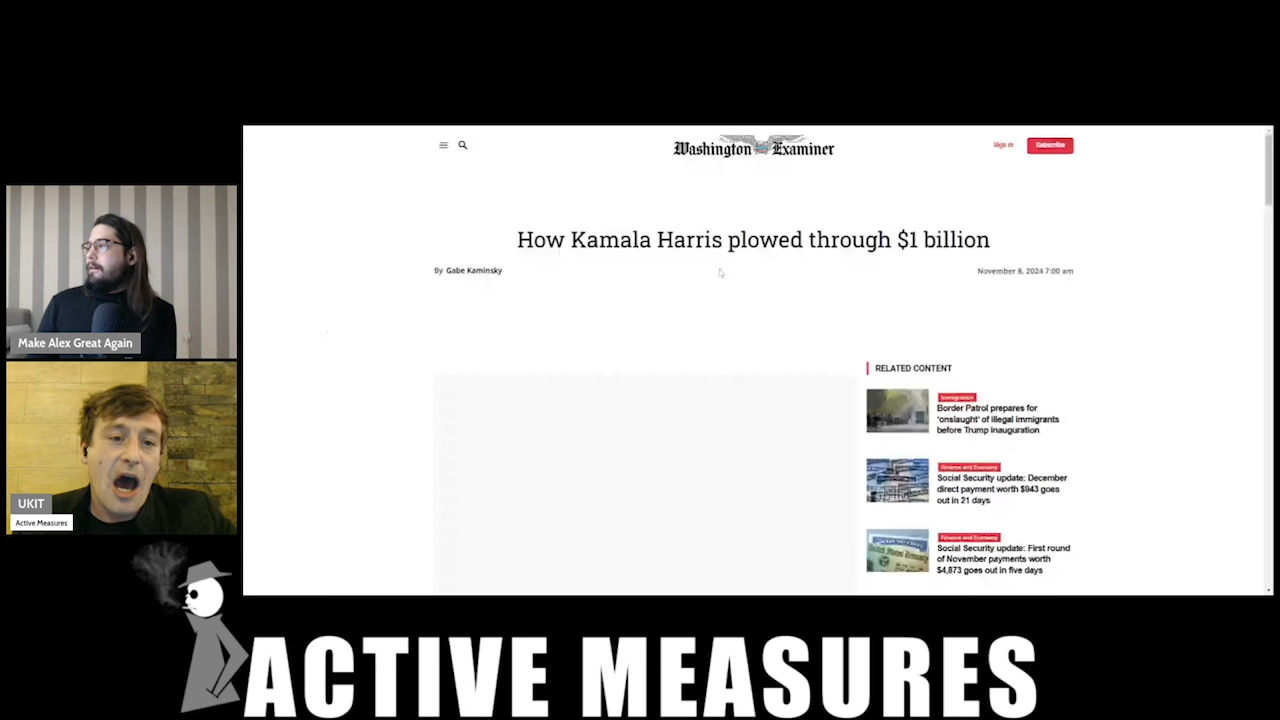 Washington Examiner
Sign In
Subscribe
How Kamala Harris plowed through $1 billion
By Gabe Kaminsky
November 8, 2024 7:00 am
RELATED CONTENT
Immigration
Border Patrol prepares for
'onslaught' of illegal immigrants
before Trump inauguration
Finance and Economy
Social Security update: December
direct payment worth $943 goes
out in 21 days
Finance and Economy
Social Security update: First round
of November payments worth
$4,873 goes out in five days
Make Alex Great Again
UKIT
Active Measures
ACTIVE MEASURES